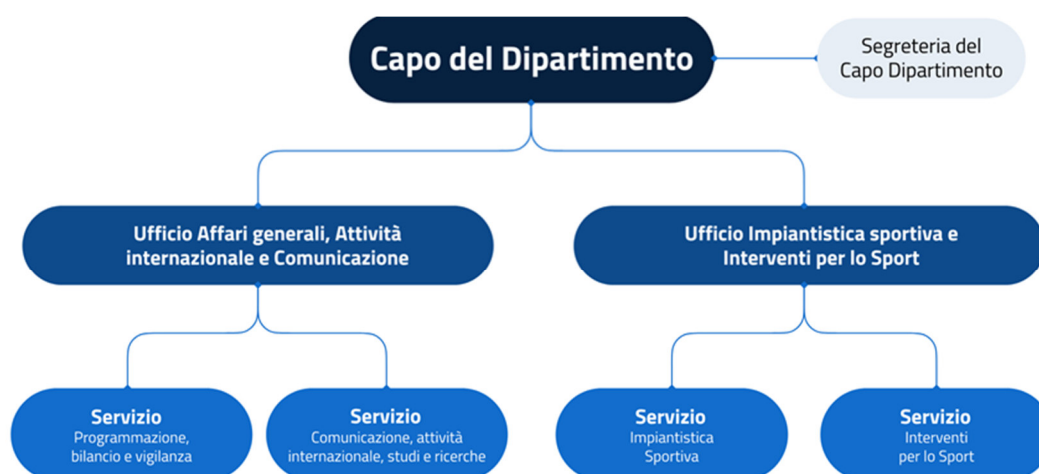 Capo del Dipartimento
Segreteria del
Capo Dipartimento
Ufficio Affari generali, Attività
internazionale e Comunicazione
Ufficio Impiantistica sportiva e
Interventi per lo Sport
Servizio
Programmazione,
bilancio e vigilanza
Servizio
Comunicazione, attività
internazionale, studi e ricerche
Servizio
Impiantistica
Sportiva
Servizio
Interventi
per lo Sport